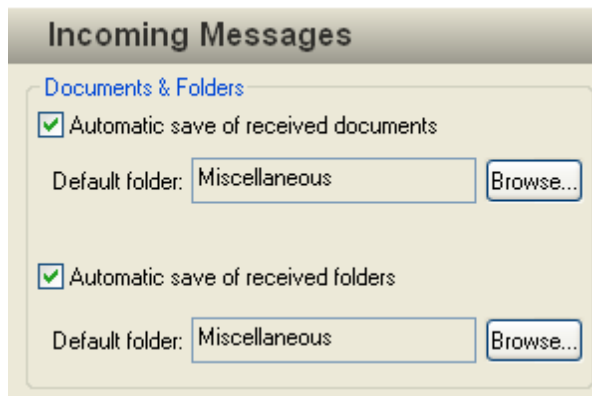 Incoming Messages
Documents & Folders
Automatic save of received documents
Default folder: Miscellaneous Browse...
Automatic save of received folders
Default folder: Miscellaneous Browse...